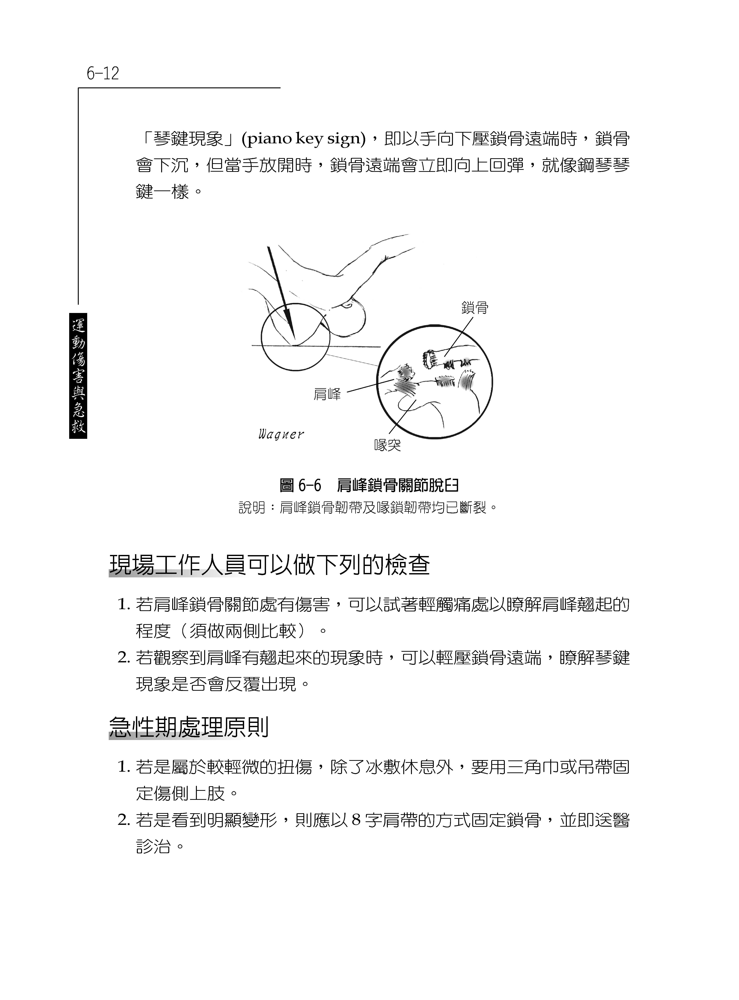 6-12
「琴鍵現象」(piano key sign)，即以手向下壓鎖骨遠端時，鎖骨
會下沉，但當手放開時，鎖骨遠端會立即向上回彈，就像鋼琴琴
鍵一樣。
鎖骨
肩峰
Wagner
喙突
圖 6-6　肩峰鎖骨關節脫臼
說明：肩峰鎖骨韌帶及喙鎖韌帶均已斷裂。
運動傷害與急救
現場工作人員可以做下列的檢查
1. 若肩峰鎖骨關節處有傷害，可以試著輕觸痛處以瞭解肩峰翹起的
程度（須做兩側比較）。
2. 若觀察到肩峰有翹起來的現象時，可以輕壓鎖骨遠端，瞭解琴鍵
現象是否會反覆出現。
急性期處理原則
1. 若是屬於較輕微的扭傷，除了冰敷休息外，要用三角巾或吊帶固
定傷側上肢。
2. 若是看到明顯變形，則應以 8 字肩帶的方式固定鎖骨，並即送醫
診治。